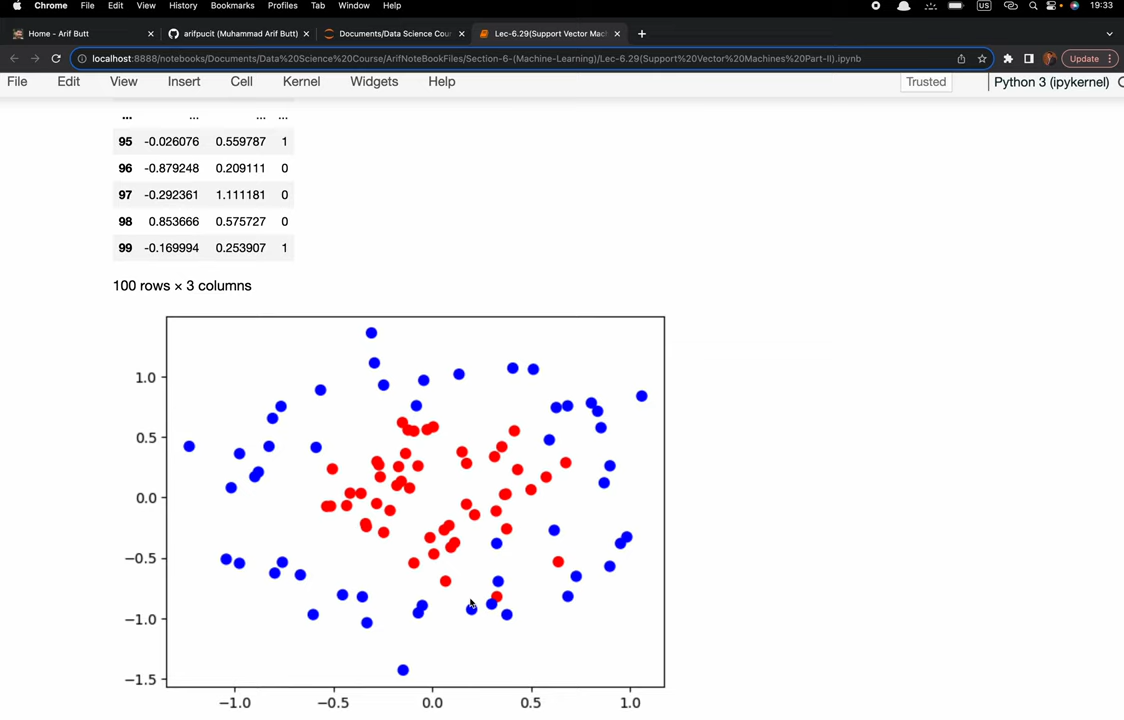 Chrome File Edit View History Bookmarks Profiles Tab Window Help US 19:33
Home - Arif Butt arifpucit (Muhammad Arif Butt) Documents/Data Science Cou Lec-6.29(Support Vector Mach
localhost:8888/notebooks/Documents/Data%20Science%20Course/ArifNoteBookFiles/Section-6-(Machine-Learning)/Lec-6.29(Support%20Vector%20Machines%20Part-II).ipynb Update
File Edit View Insert Cell Kernel Widgets Help Trusted Python 3 (ipykernel)
... ... ... ...
95 -0.026076 0.559787 1
96 -0.879248 0.209111 0
97 -0.292361 1.111181 0
98 0.853666 0.575727 0
99 -0.169994 0.253907 1
100 rows × 3 columns
1.0
0.5
0.0
−0.5
−1.0
−1.5
−1.0 −0.5 0.0 0.5 1.0